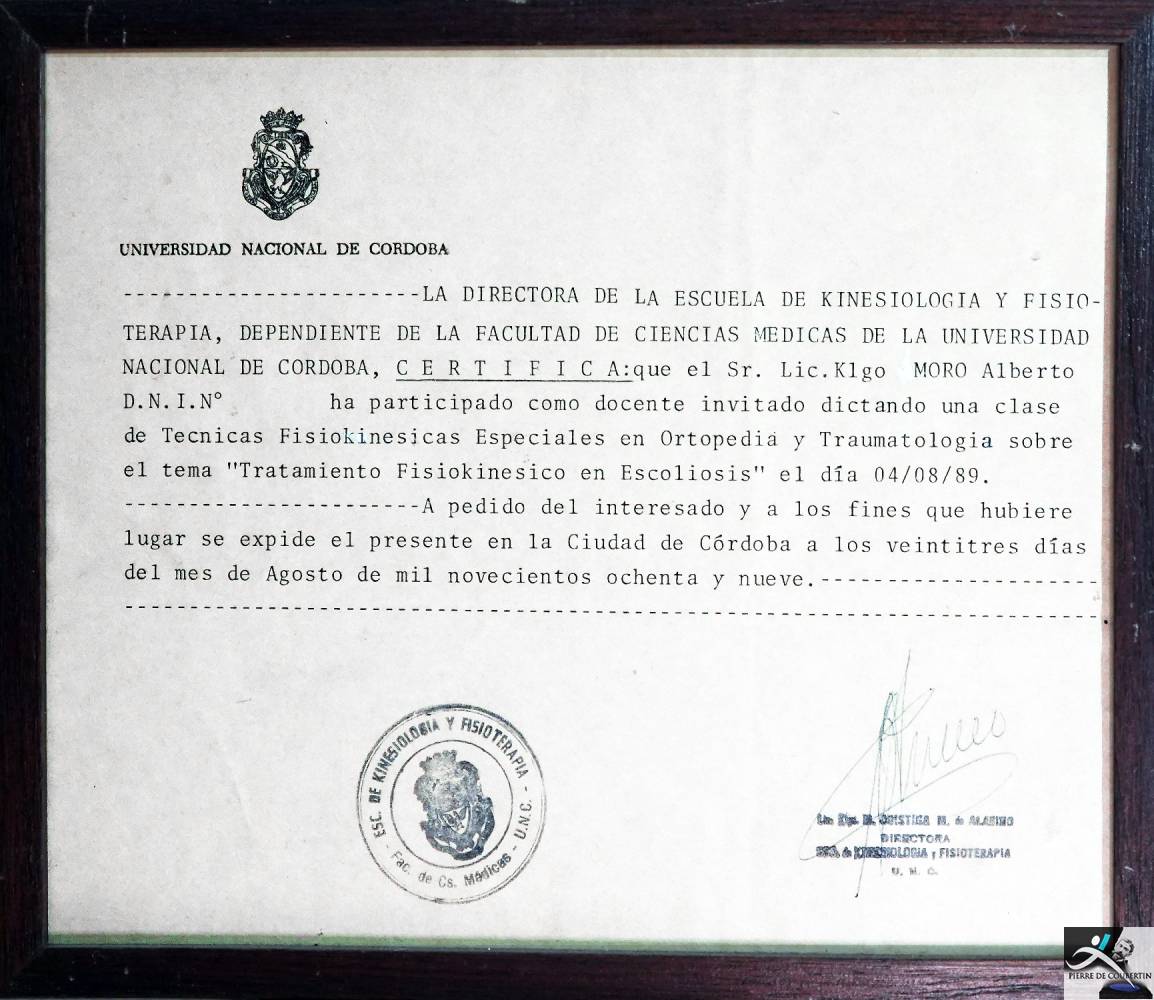 UNIVERSIDAD NACIONAL DE CORDOBA
-----------------------LA DIRECTORA DE LA ESCUELA DE KINESIOLOGIA Y FISIO-
TERAPIA, DEPENDIENTE DE LA FACULTAD DE CIENCIAS MEDICAS DE LA UNIVERSIDAD
NACIONAL DE CORDOBA, C E R T I F I C A:que el Sr. Lic.Klgo MORO Alberto
D.N.I.N° ha participado como docente invitado dictando una clase
de Tecnicas Fisiokinesicas Especiales en Ortopedia y Traumatologia sobre
el tema "Tratamiento Fisiokinesico en Escoliosis" el día 04/08/89.
-----------------------A pedido del interesado y a los fines que hubiere
lugar se expide el presente en la Ciudad de Córdoba a los veintitres días
del mes de Agosto de mil novecientos ochenta y nueve.----------------------
---------------------------------------------------------------------------
ESC. DE KINESIOLOGIA Y FISIOTERAPIA - U.N.C.
- Fac. de Cs. Médicas -
M. de
DIRECTORA
de KINESIOLOGIA y FISIOTERAPIA
U. N. C.
PIERRE DE COUBERTIN